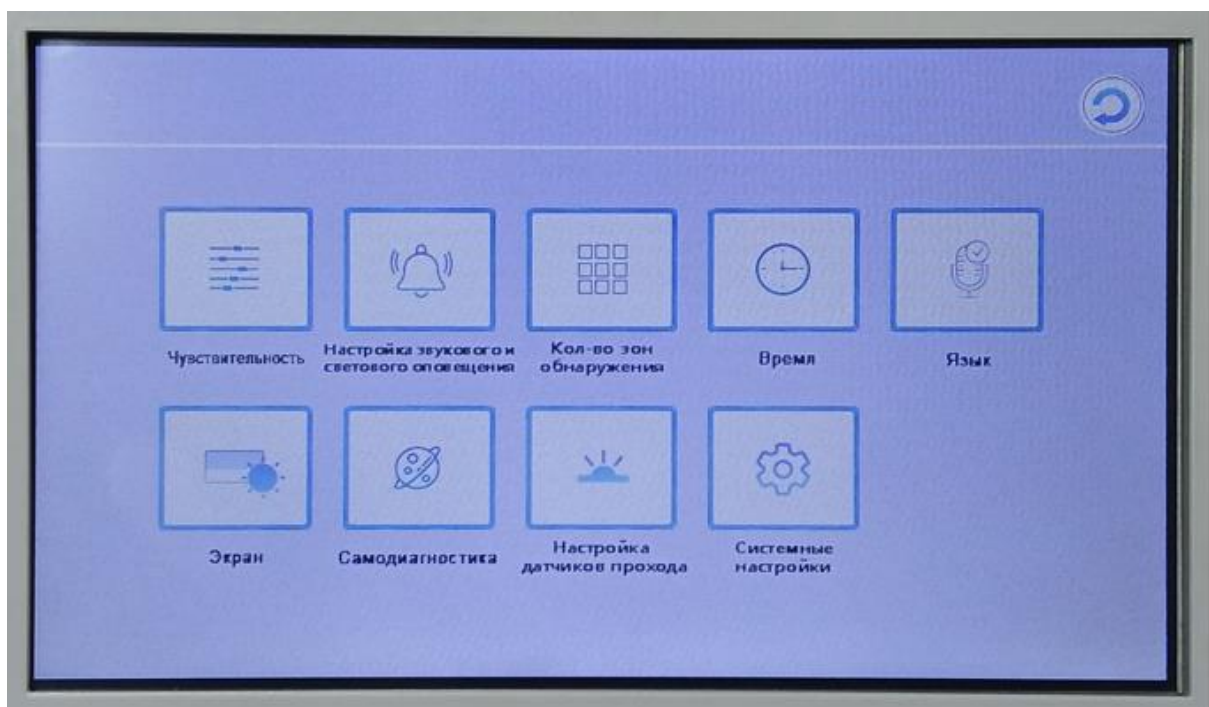 Чувствительность
Настройка звукового и
светового оповещения
Кол-во зон
обнаружения
Время
Язык
Экран
Самодиагностика
Настройка
датчиков прохода
Системные
настройки